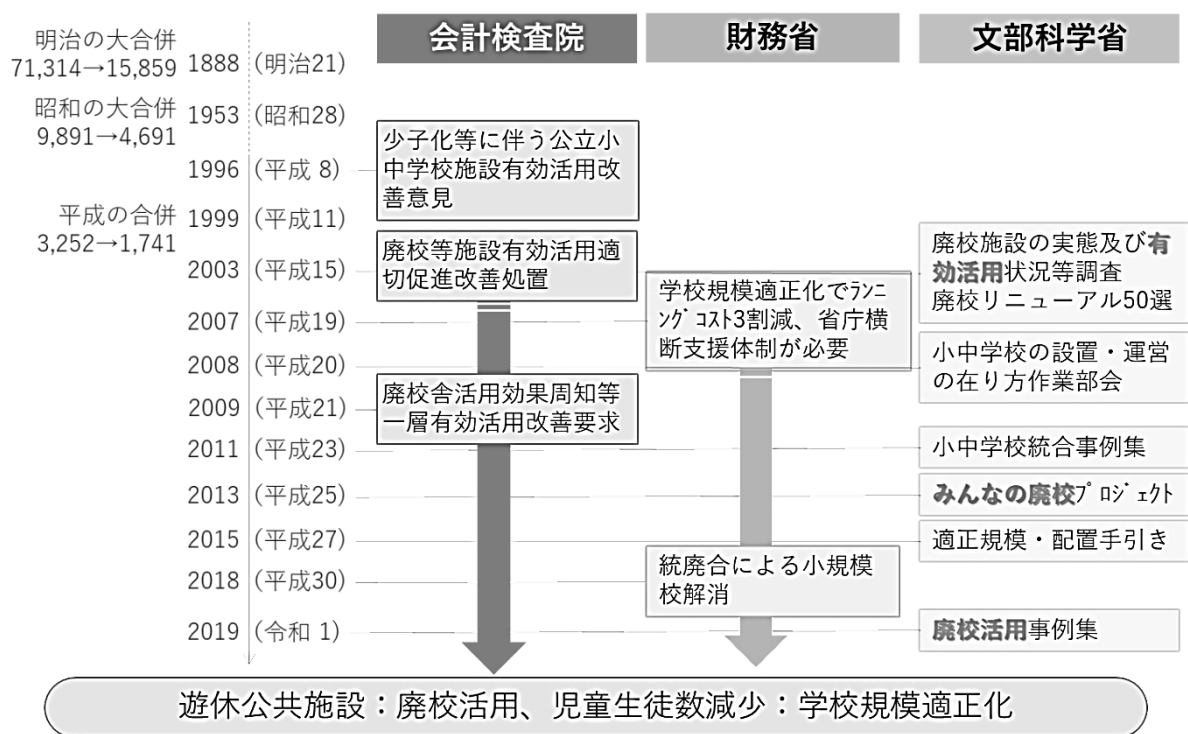 会計検査院
財務省
文部科学省
明治の大合併
71,314→15,859
1888 (明治21)
昭和の大合併
9,891→4,691
1953 (昭和28)
1996 (平成 8)
平成の合併
3,252→1,741
1999 (平成11)
2003 (平成15)
2007 (平成19)
2008 (平成20)
2009 (平成21)
2011 (平成23)
2013 (平成25)
2015 (平成27)
2018 (平成30)
2019 (令和 1)
少子化等に伴う公立小
中学校施設有効活用改
善意見
廃校等施設有効活用適
切促進改善処置
廃校舎活用効果周知等
一層有効活用改善要求
学校規模適正化でﾗﾝﾆ
ﾝｸﾞｺｽﾄ3割減、省庁横
断支援体制が必要
統廃合による小規模
校解消
廃校施設の実態及び有
効活用状況等調査
廃校リニューアル50選
小中学校の設置・運営
の在り方作業部会
小中学校統合事例集
みんなの廃校ﾌﾟﾛｼﾞｪｸﾄ
適正規模・配置手引き
廃校活用事例集
遊休公共施設：廃校活用、児童生徒数減少：学校規模適正化